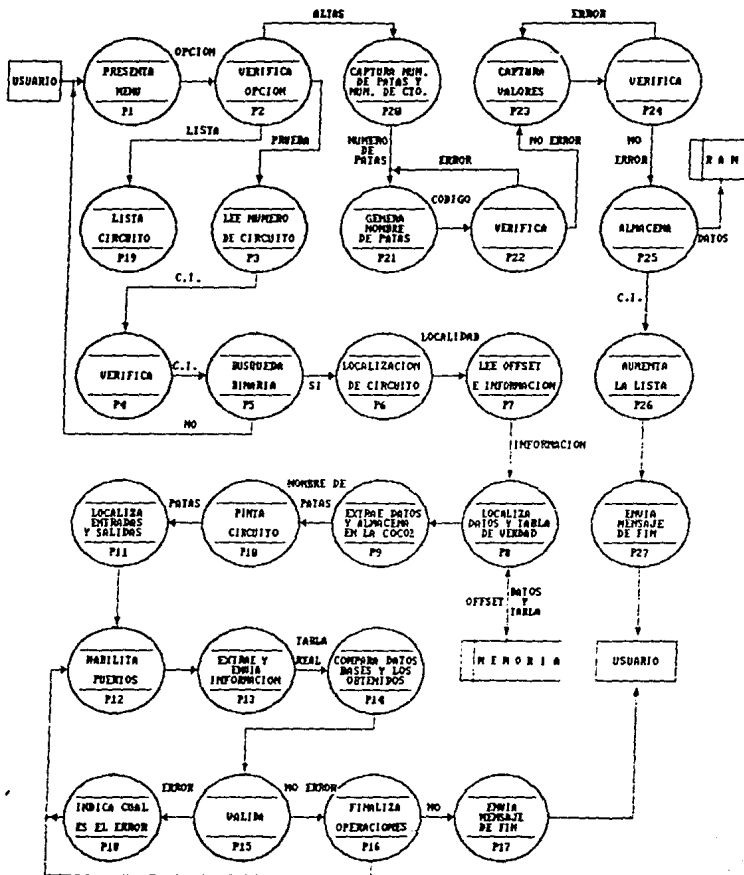 ALTAS
ERROR
OPCION
USUARIO
PRESENTA
MENU
P1
VERIFICA
OPCION
P2
CAPTURA NUM.
DE PATAS Y
NUM. DE CTO.
P20
CAPTURA
VALORES
P23
VERIFICA
P24
LISTA
PRUEBA
NUMERO
DE
PATAS
ERROR
NO ERROR
NO
ERROR
R A M
LISTA
CIRCUITO
P19
LEE NUMERO
DE CIRCUITO
P3
GENERA
NOMBRE
DE PATAS
P21
CODIGO
VERIFICA
P22
ALMACENA
P25
DATOS
C.I.
C.I.
LOCALIDAD
VERIFICA
P4
C.I.
BUSQUEDA
BINARIA
P5
SI
LOCALIZACION
DE CIRCUITO
P6
LEE OFFSET
E INFORMACION
P7
AUMENTA
LA LISTA
P26
NO
INFORMACION
LOCALIZA
ENTRADAS
Y SALIDAS
P11
PATAS
PINTA
CIRCUITO
P10
NOMBRE DE
PATAS
EXTRAE DATOS
Y ALMACENA
EN LA COCO2
P9
LOCALIZA
DATOS Y TABLA
DE VERDAD
P8
ENVIA
MENSAJE
DE FIN
P27
OFFSET
DATOS
Y
TABLA
HABILITA
PUERTOS
P12
EXTRAE Y
ENVIA
INFORMACION
P13
TABLA
REAL
COMPARA DATOS
BASES Y LOS
OBTENIDOS
P14
M E M O R I A
USUARIO
INDICA CUAL
ES EL ERROR
P18
ERROR
VALIDA
P15
NO ERROR
FINALIZA
OPERACIONES
P16
NO
ENVIA
MENSAJE
DE FIN
P17